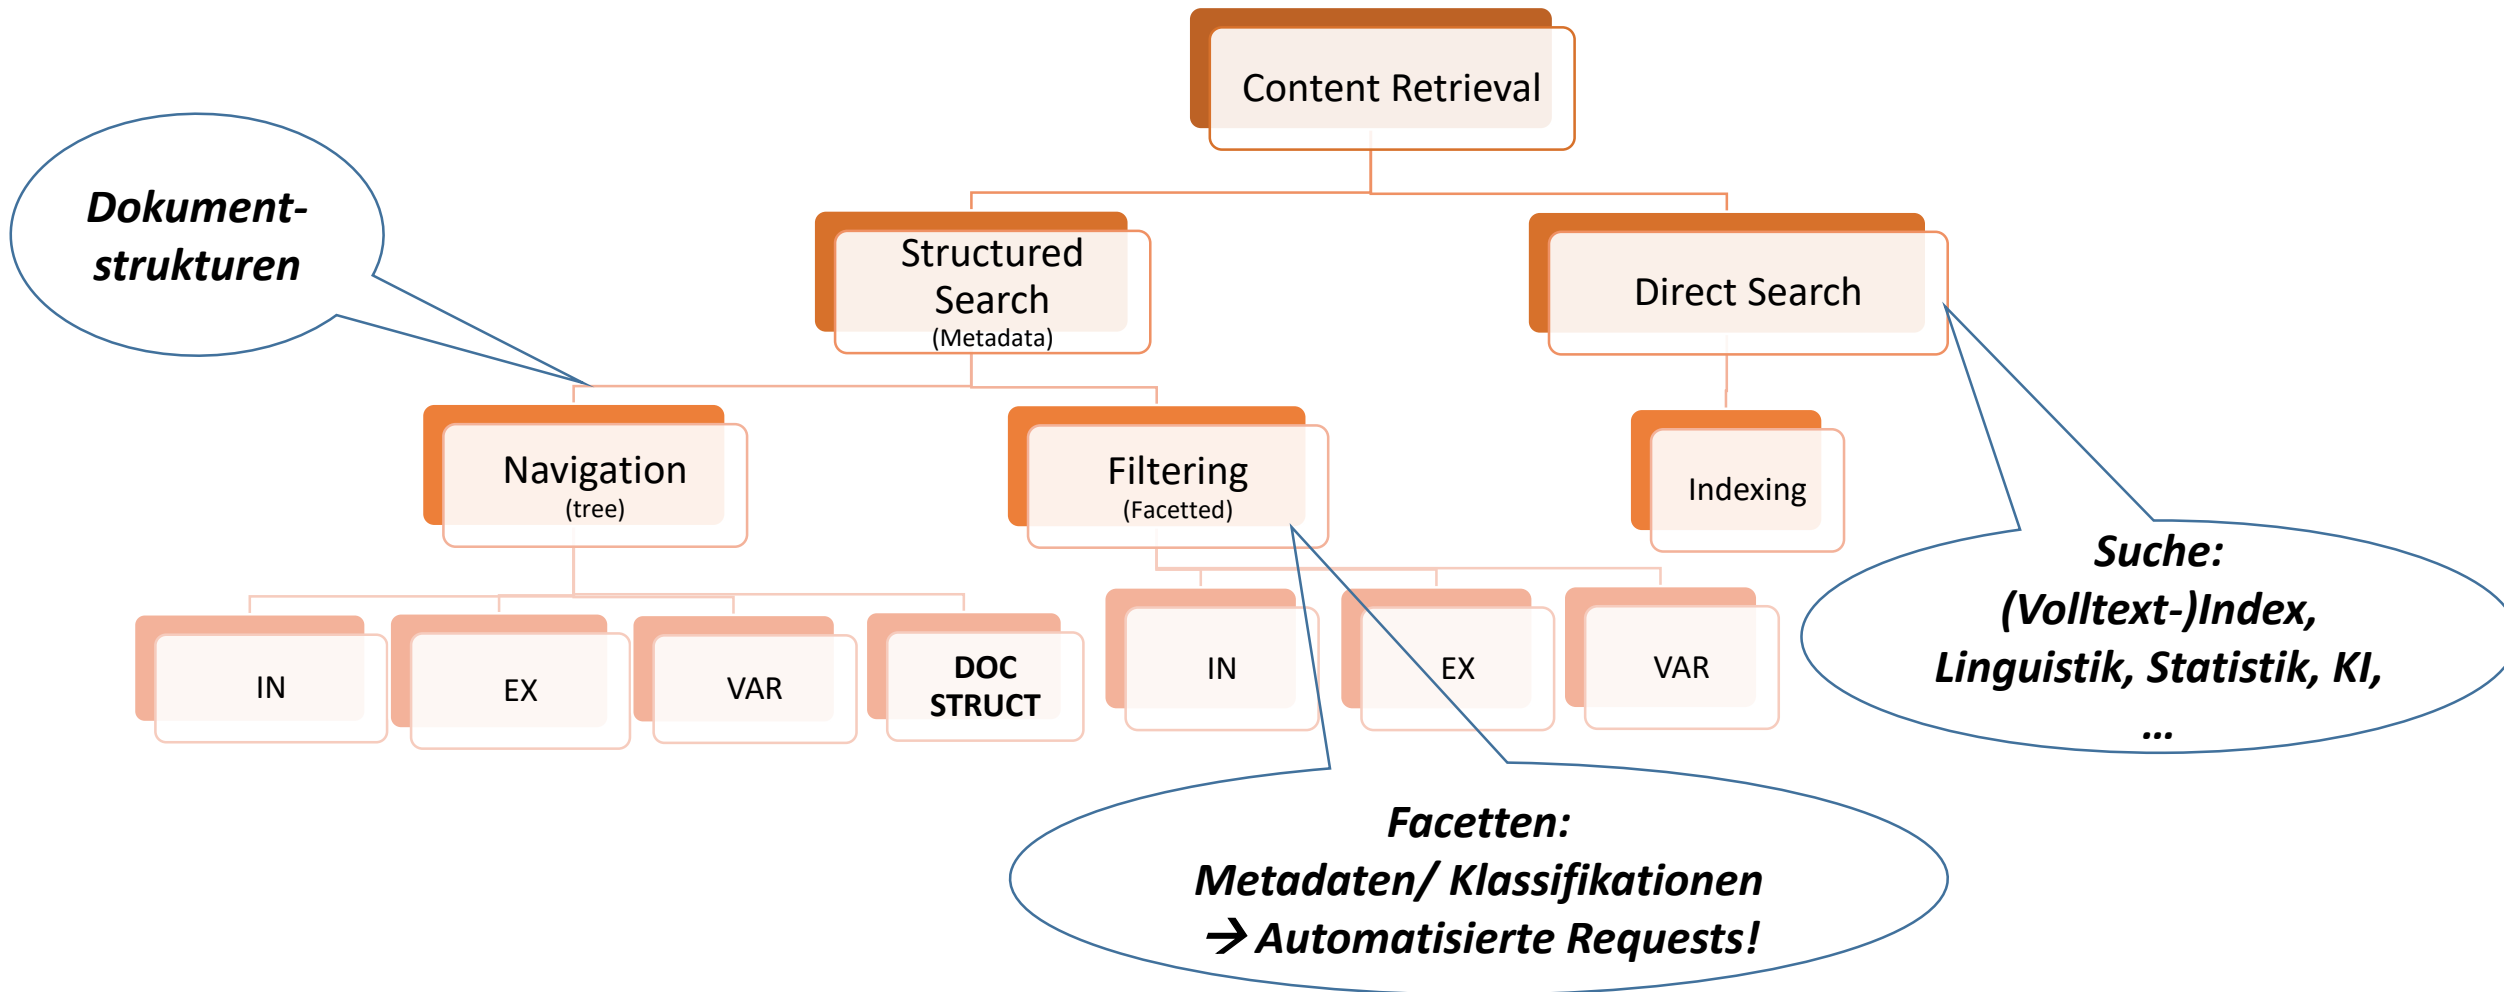 Content Retrieval
Dokument-
strukturen
Structured
Search
(Metadata)
Direct Search
Navigation
(tree)
Filtering
(Facetted)
Indexing
Suche:
(Volltext-)Index,
Linguistik, Statistik, KI,
...
IN
EX
VAR
DOC
STRUCT
IN
EX
VAR
Facetten:
Metadaten/ Klassifikationen
→ Automatisierte Requests!